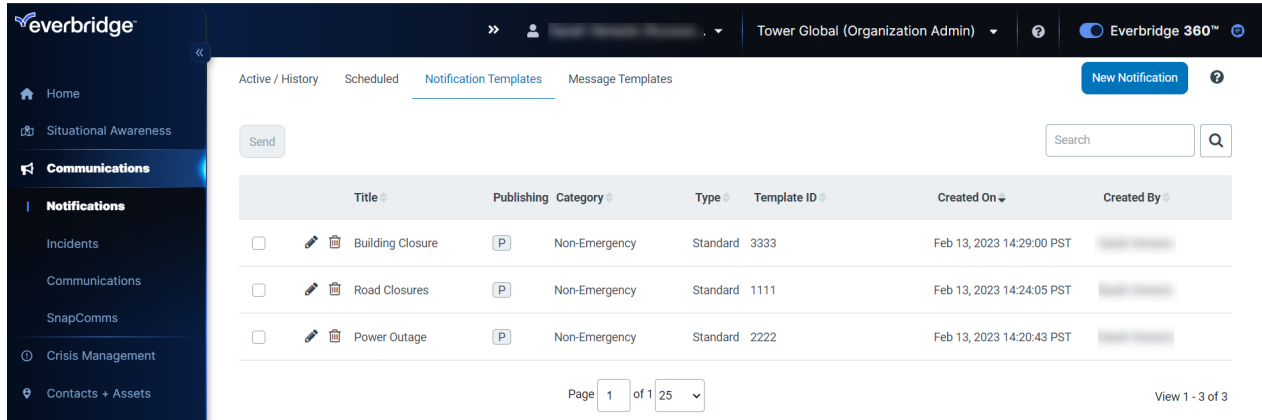 everbridge™
»
. Tower Global (Organization Admin) ? Everbridge 360™
«
Home
Situational Awareness
Communications
Notifications
Incidents
Communications
SnapComms
Crisis Management
Contacts + Assets
Active / History Scheduled Notification Templates Message Templates New Notification ?
Send Search
Title Publishing Category Type Template ID Created On Created By
Building Closure P Non-Emergency Standard 3333 Feb 13, 2023 14:29:00 PST
Road Closures P Non-Emergency Standard 1111 Feb 13, 2023 14:24:05 PST
Power Outage P Non-Emergency Standard 2222 Feb 13, 2023 14:20:43 PST
Page 1 of 1 25 View 1 - 3 of 3